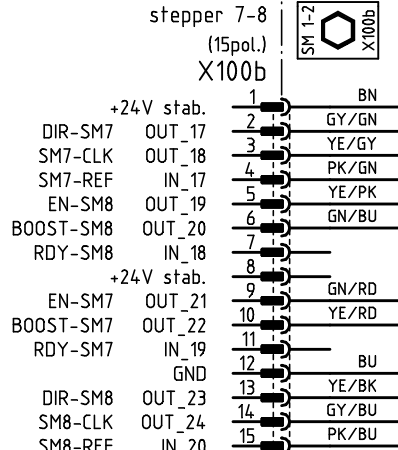 stepper 7-8
(15pol.)
X100b
SM 1-2
X100b
+24V stab. 1 BN
DIR-SM7 OUT_17 2 GY/GN
SM7-CLK OUT_18 3 YE/GY
SM7-REF IN_17 4 PK/GN
EN-SM8 OUT_19 5 YE/PK
BOOST-SM8 OUT_20 6 GN/BU
RDY-SM8 IN_18 7
+24V stab. 8
EN-SM7 OUT_21 9 GN/RD
BOOST-SM7 OUT_22 10 YE/RD
RDY-SM7 IN_19 11
GND 12 BU
DIR-SM8 OUT_23 13 YE/BK
SM8-CLK OUT_24 14 GY/BU
SM8-REF IN_20 15 PK/BU